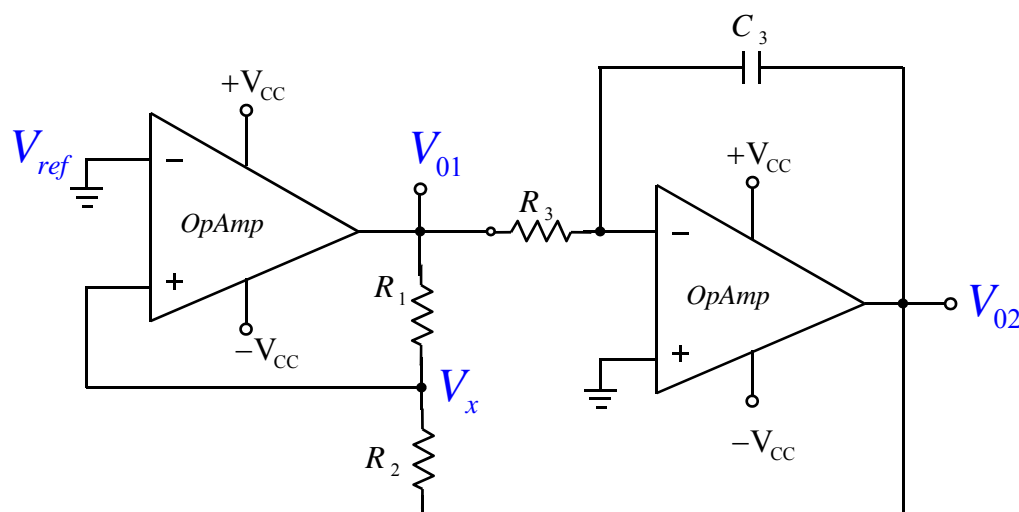 C3
+VCC
Vref
−
OpAmp
+
−VCC
V01
R3
R1
Vx
R2
+VCC
−
OpAmp
+
−VCC
V02